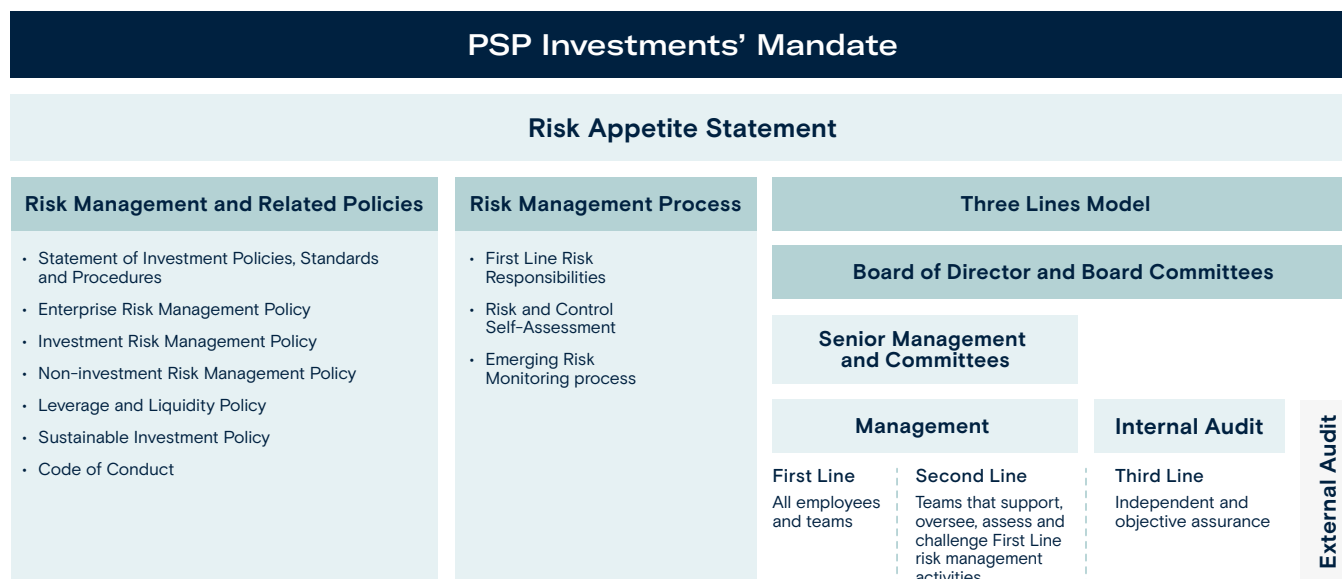 PSP Investments’ Mandate
Risk Appetite Statement
Risk Management and Related Policies
• Statement of Investment Policies, Standards
and Procedures
• Enterprise Risk Management Policy
• Investment Risk Management Policy
• Non-investment Risk Management Policy
• Leverage and Liquidity Policy
• Sustainable Investment Policy
• Code of Conduct
Risk Management Process
• First Line Risk
Responsibilities
• Risk and Control
Self-Assessment
• Emerging Risk
Monitoring process
Three Lines Model
Board of Director and Board Committees
Senior Management
and Committees
Management
First Line
All employees
and teams
Second Line
Teams that support,
oversee, assess and
challenge First Line
risk management
activities
Internal Audit
Third Line
Independent and
objective assurance
External Audit